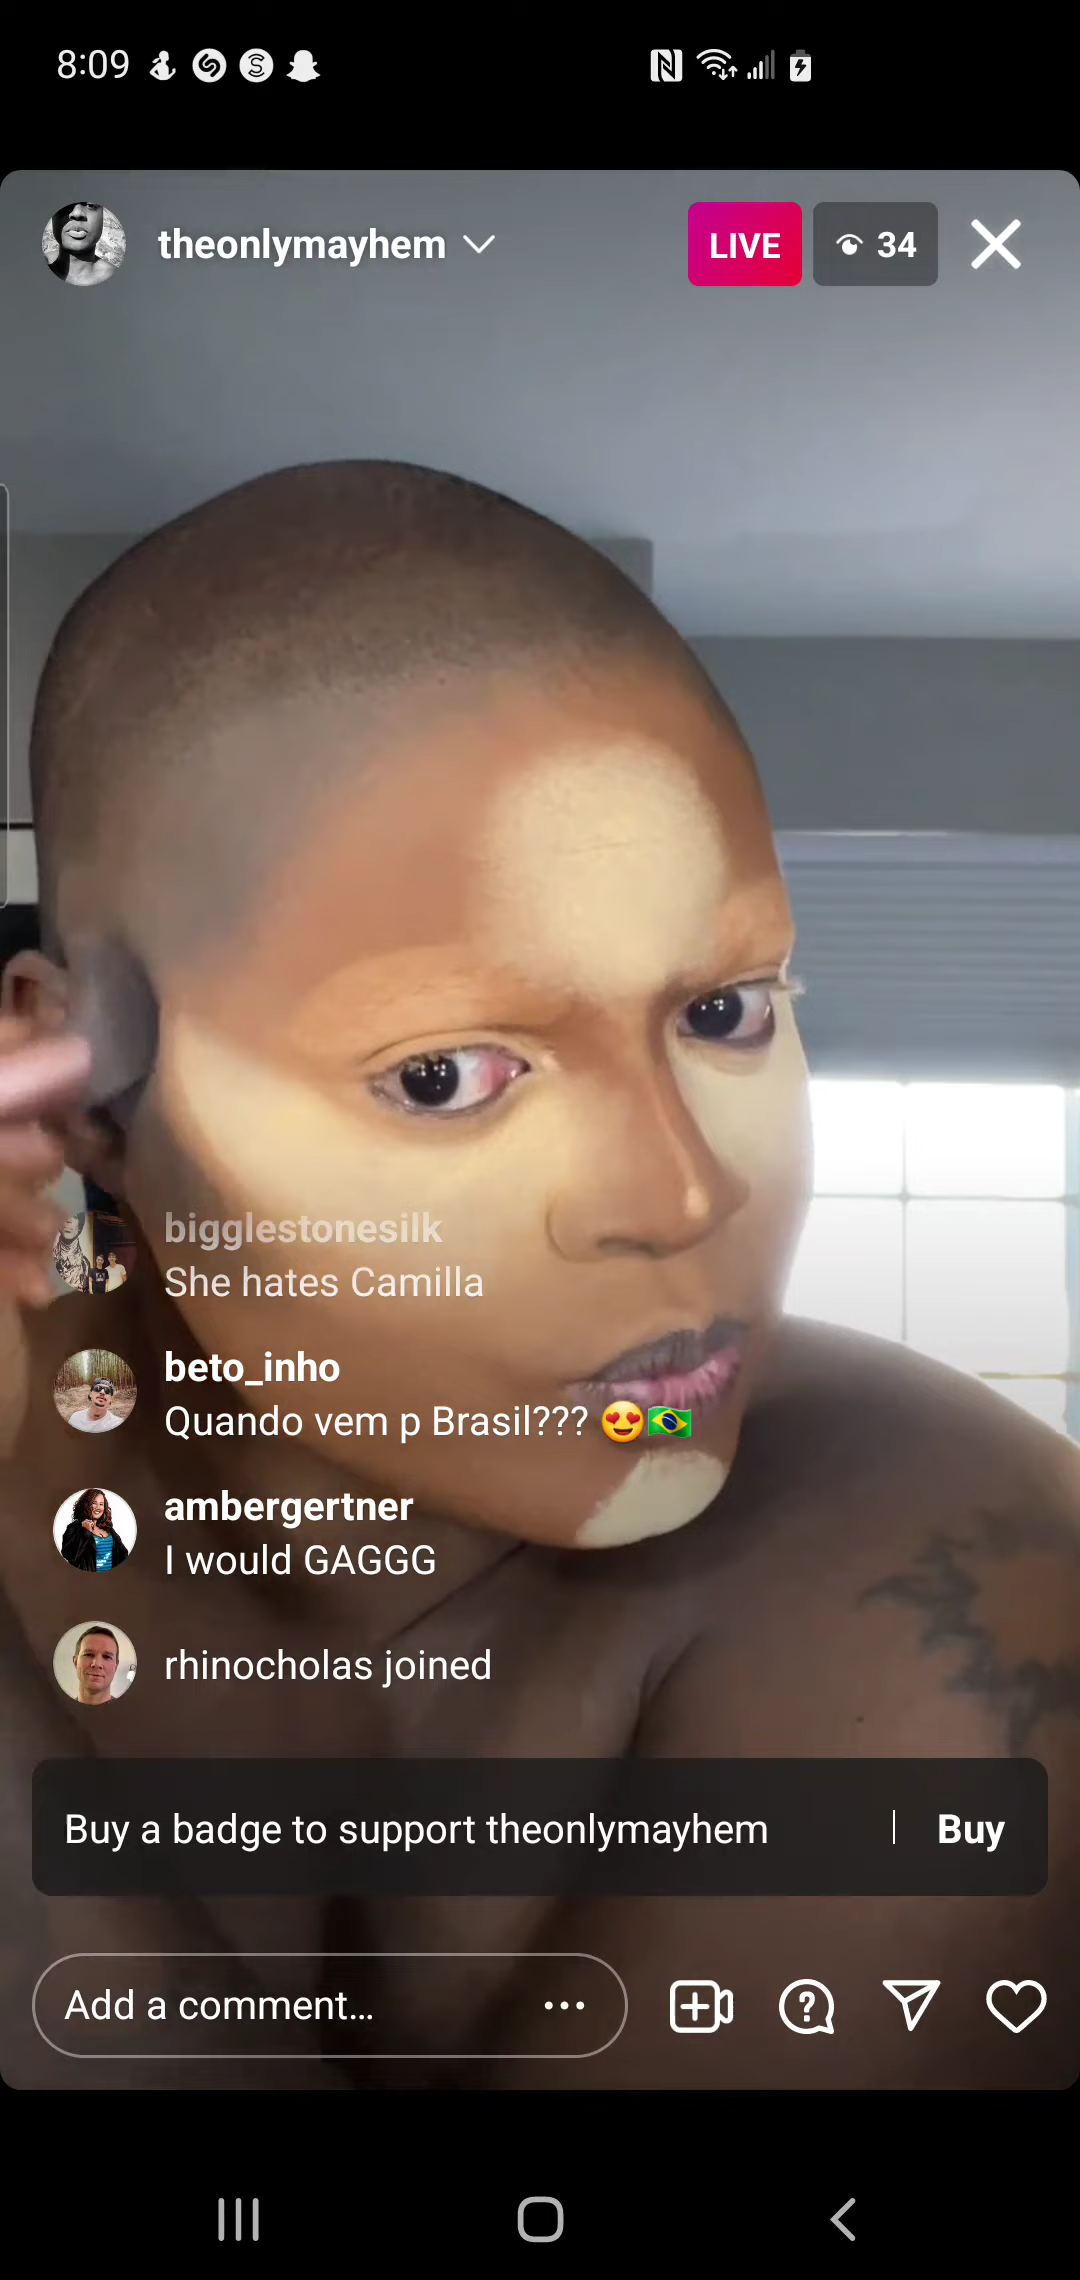 8:09
theonlymayhem
LIVE
34
bigglestonesilk
She hates Camilla
beto_inho
Quando vem p Brasil??? 😍🇧🇷
ambergertner
I would GAGGG
rhinocholas joined
Buy a badge to support theonlymayhem | Buy
Add a comment...